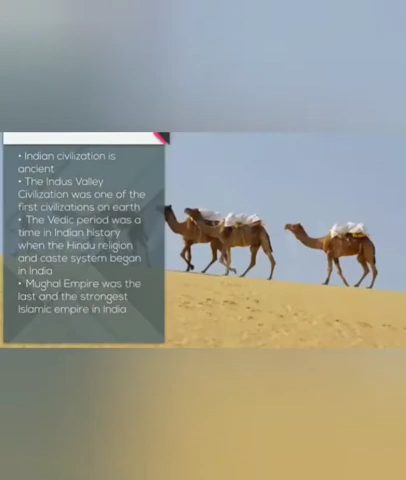 • Indian civilization is
ancient
• The Indus Valley
Civilization was one of the
first civilizations on earth
• The Vedic period was a
time in Indian history
when the Hindu religion
and caste system began
in India
• Mughal Empire was the
last and the strongest
Islamic empire in India